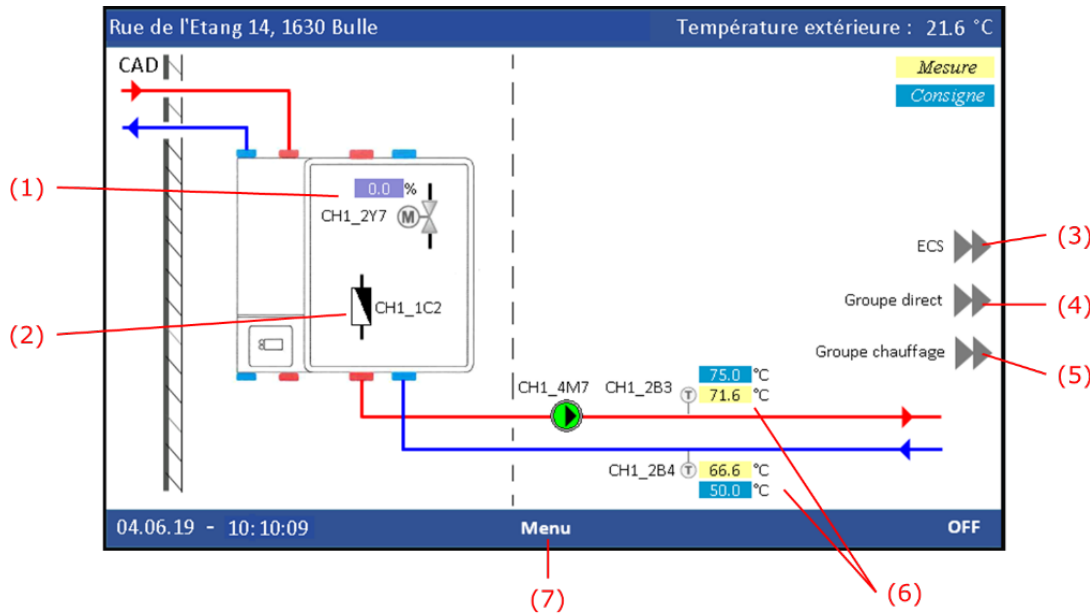 Rue de l'Etang 14, 1630 Bulle
Température extérieure : 21.6 °C
CAD
Mesure
Consigne
(1)
0.0 %
CH1_2Y7
M
(2)
CH1_1C2
ECS
(3)
Groupe direct
(4)
Groupe chauffage
(5)
75.0 °C
CH1_4M7
CH1_2B3
T
71.6 °C
CH1_2B4
T
66.6 °C
50.0 °C
04.06.19 - 10:10:09
Menu
OFF
(7)
(6)